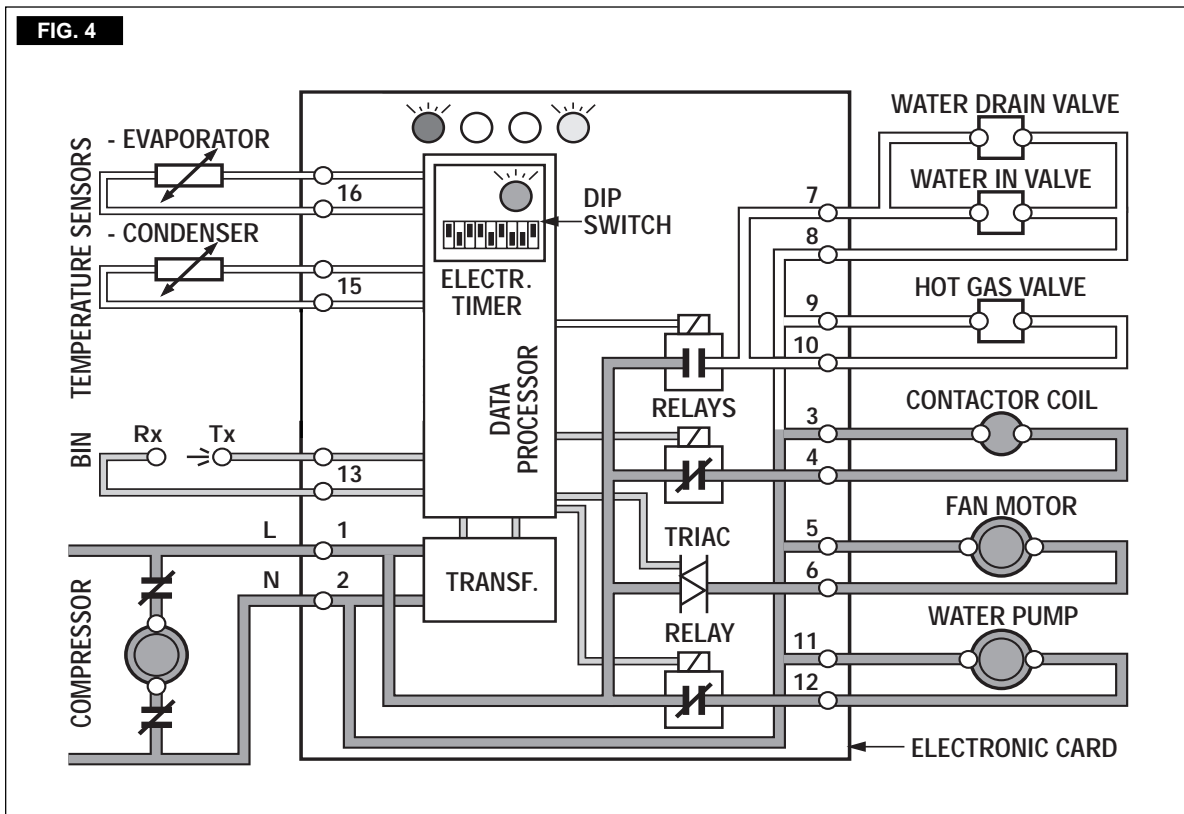 FIG. 4
TEMPERATURE SENSORS
- EVAPORATOR
16
- CONDENSER
15
BIN
Rx
Tx
13
L
1
N
2
COMPRESSOR
DIP
SWITCH
ELECTR.
TIMER
DATA
PROCESSOR
TRANSF.
RELAYS
TRIAC
RELAY
WATER DRAIN VALVE
WATER IN VALVE
7
8
HOT GAS VALVE
9
10
CONTACTOR COIL
3
4
FAN MOTOR
5
6
WATER PUMP
11
12
ELECTRONIC CARD